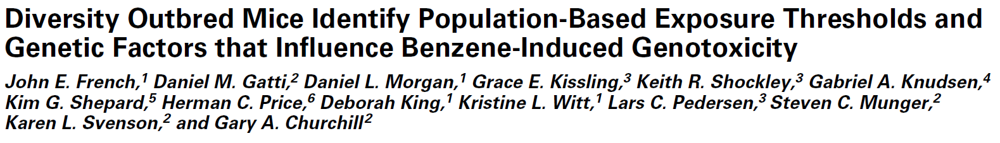 Diversity Outbred Mice Identify Population-Based Exposure Thresholds and
Genetic Factors that Influence Benzene-Induced Genotoxicity
John E. French,1 Daniel M. Gatti,2 Daniel L. Morgan,1 Grace E. Kissling,3 Keith R. Shockley,3 Gabriel A. Knudsen,4
Kim G. Shepard,5 Herman C. Price,6 Deborah King,1 Kristine L. Witt,1 Lars C. Pedersen,3 Steven C. Munger,2
Karen L. Svenson,2 and Gary A. Churchill2